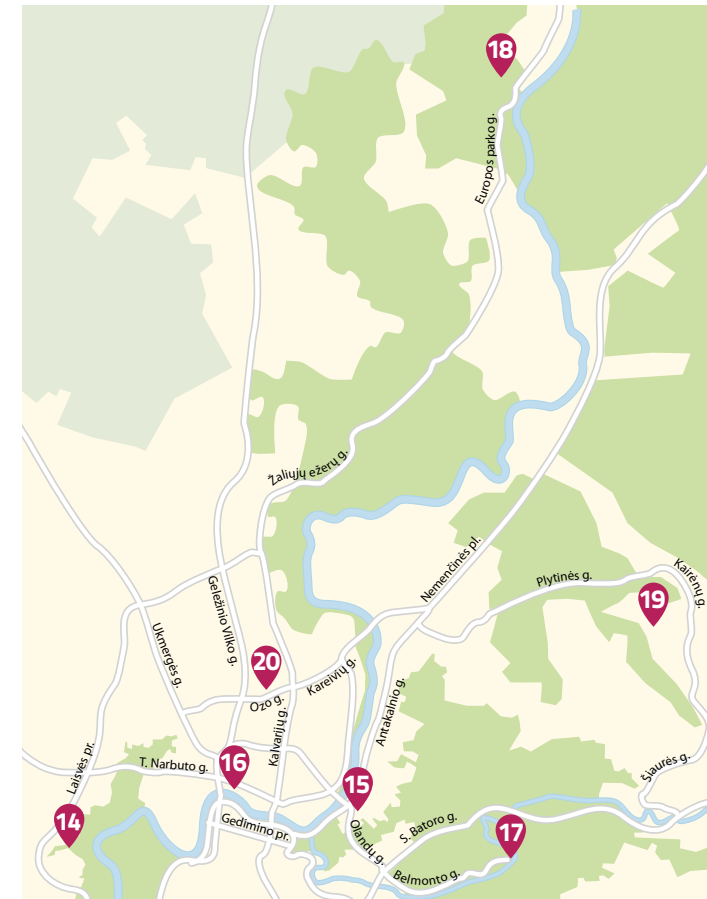 18
Europos parko g.
Žaliųjų ežerų g.
Nemenčinės pl.
Plytinės g.
Kairėnų g.
19
Geležinio Vilko g.
Ukmergės g.
20
Kareivių g.
Ozo g.
Antakalnio g.
Kalvarijų g.
Laisvės pr.
T. Narbuto g.
16
15
Šiaurės g.
14
Gedimino pr.
Olandų g.
S. Batoro g.
17
Belmonto g.